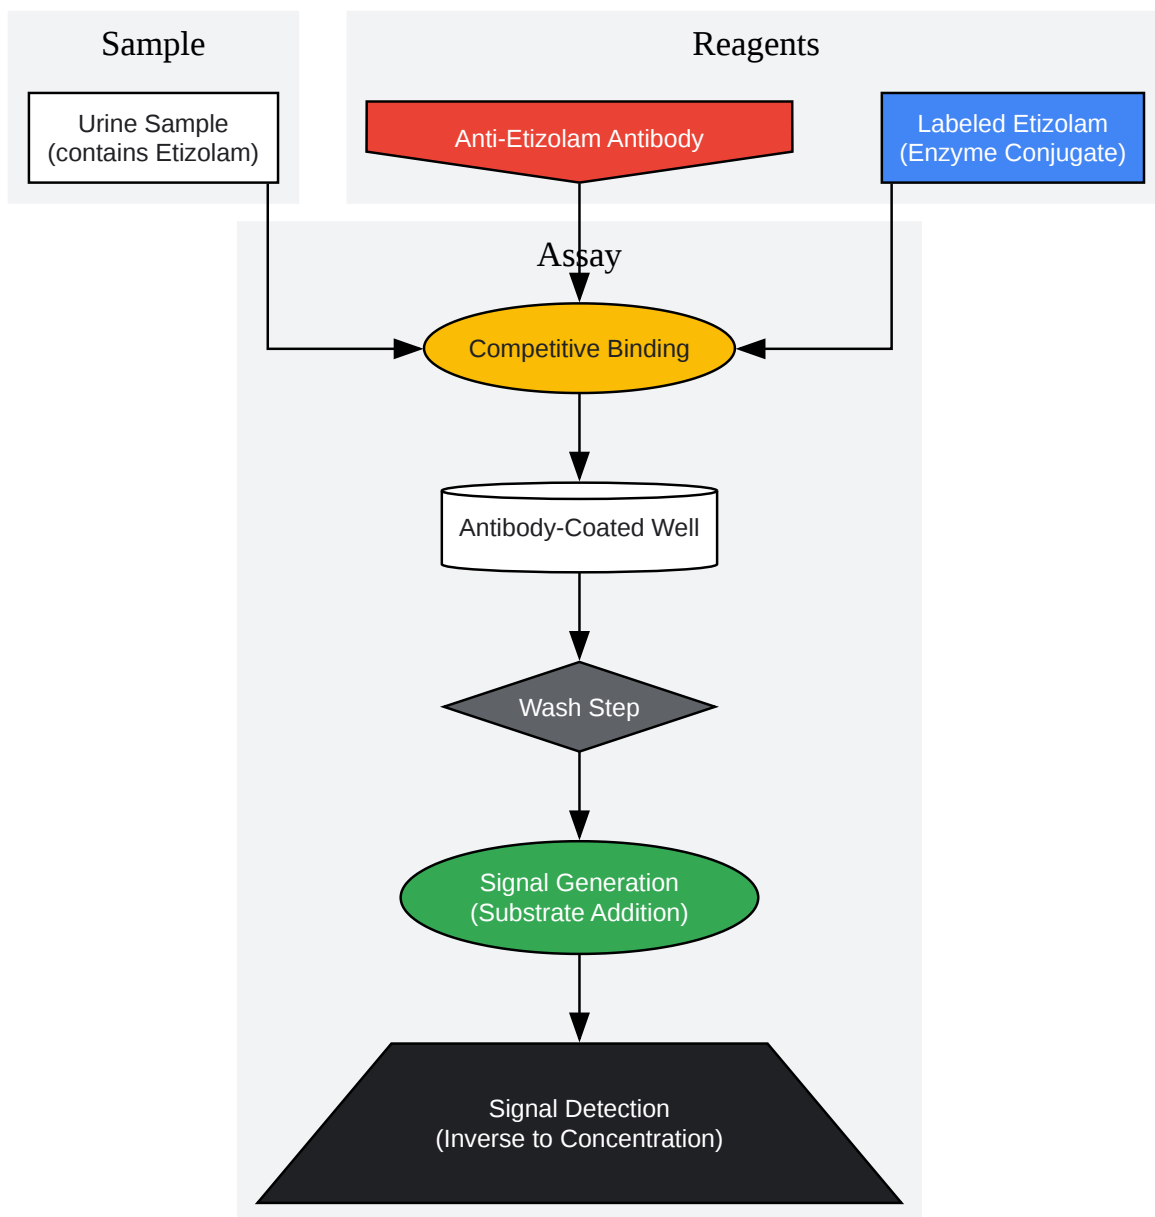 Sample
Reagents
Urine Sample
(contains Etizolam)
Anti-Etizolam Antibody
Labeled Etizolam
(Enzyme Conjugate)
Assay
Competitive Binding
Antibody-Coated Well
Wash Step
Signal Generation
(Substrate Addition)
Signal Detection
(Inverse to Concentration)